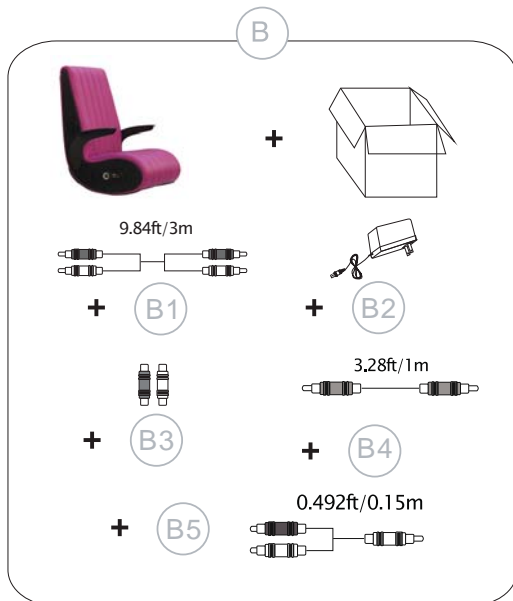 B
+
9.84ft/3m
+ B1
+ B2
3.28ft/1m
+ B3
+ B4
0.492ft/0.15m
+ B5